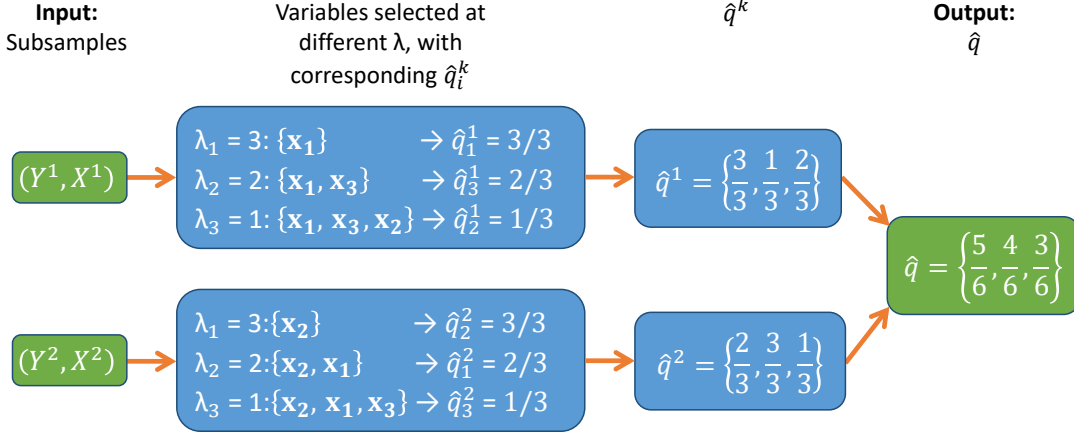 Input:
Subsamples
Variables selected at
different λ, with
corresponding q̂ᵢᵏ
q̂ᵏ
Output:
q̂
(Y¹, X¹)
λ₁ = 3: {x₁} → q̂₁¹ = 3/3
λ₂ = 2: {x₁, x₃} → q̂₃¹ = 2/3
λ₃ = 1: {x₁, x₃, x₂} → q̂₂¹ = 1/3
q̂¹ = {3/3, 1/3, 2/3}
q̂ = {5/6, 4/6, 3/6}
(Y², X²)
λ₁ = 3:{x₂} → q̂₂² = 3/3
λ₂ = 2:{x₂, x₁} → q̂₁² = 2/3
λ₃ = 1:{x₂, x₁, x₃} → q̂₃² = 1/3
q̂² = {2/3, 3/3, 1/3}